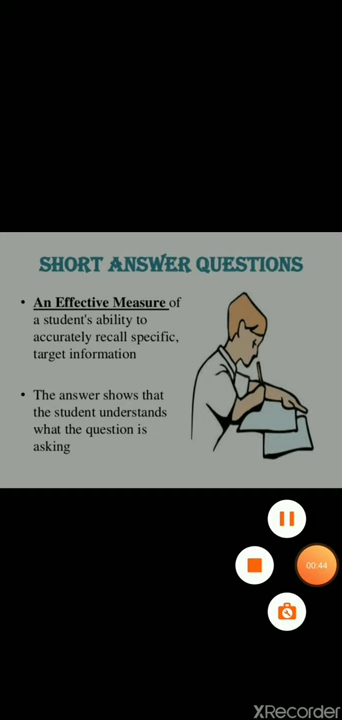 SHORT ANSWER QUESTIONS
• An Effective Measure of
a student's ability to
accurately recall specific,
target information
• The answer shows that
the student understands
what the question is
asking
00:44
XRecorder